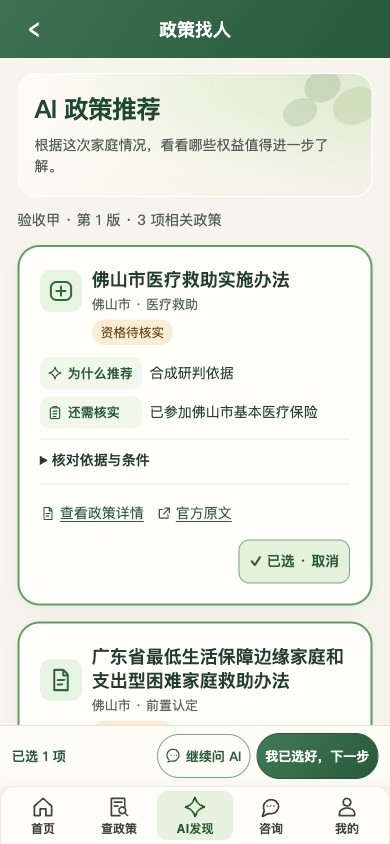 政策找人
AI 政策推荐
根据这次家庭情况，看看哪些权益值得进一步了
解。
验收甲 · 第 1 版 · 3 项相关政策
佛山市医疗救助实施办法
佛山市 · 医疗救助
资格待核实
为什么推荐 合成研判依据
还需核实 已参加佛山市基本医疗保险
核对依据与条件
查看政策详情 官方原文
已选 · 取消
广东省最低生活保障边缘家庭和
支出型困难家庭救助办法
佛山市 · 前置认定
已选 1 项 继续问 AI 我已选好，下一步
首页 查政策 AI发现 咨询 我的